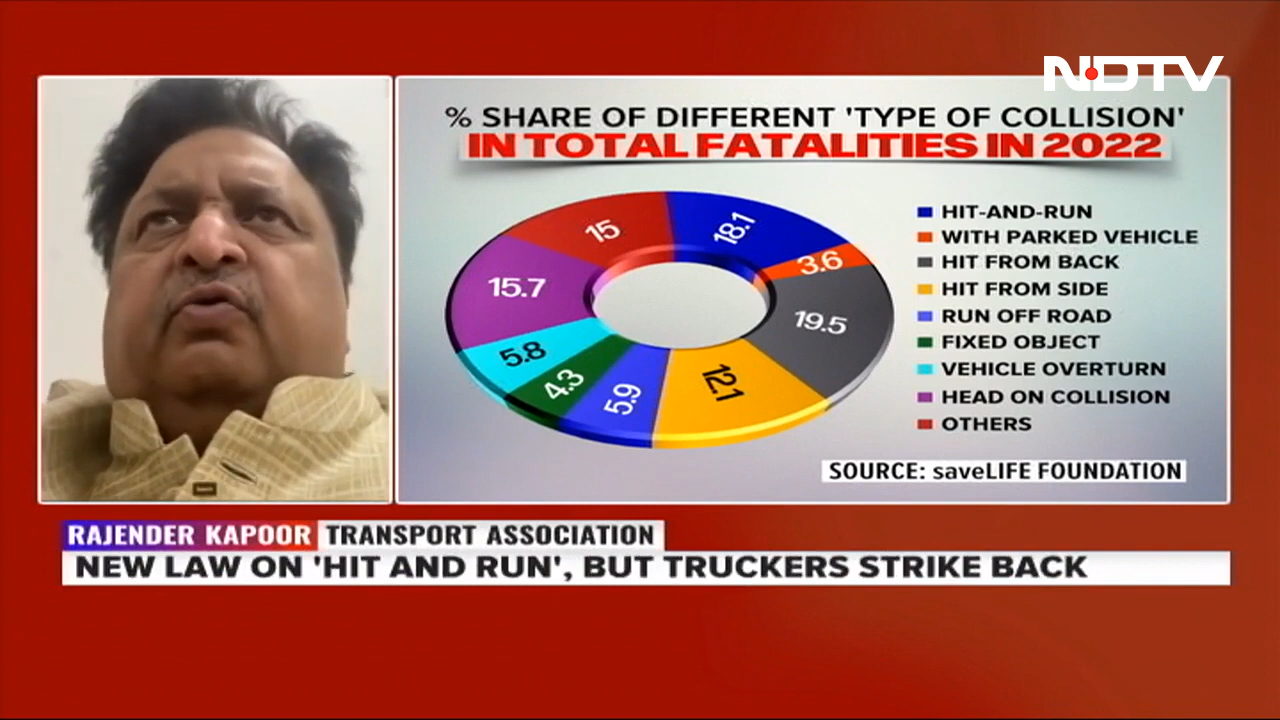 NDTV
% SHARE OF DIFFERENT 'TYPE OF COLLISION'
IN TOTAL FATALITIES IN 2022
15
18.1
3.6
15.7
19.5
5.8
4.3
5.9
12.1
HIT-AND-RUN
WITH PARKED VEHICLE
HIT FROM BACK
HIT FROM SIDE
RUN OFF ROAD
FIXED OBJECT
VEHICLE OVERTURN
HEAD ON COLLISION
OTHERS
SOURCE: saveLIFE FOUNDATION
RAJENDER KAPOOR TRANSPORT ASSOCIATION
NEW LAW ON 'HIT AND RUN', BUT TRUCKERS STRIKE BACK